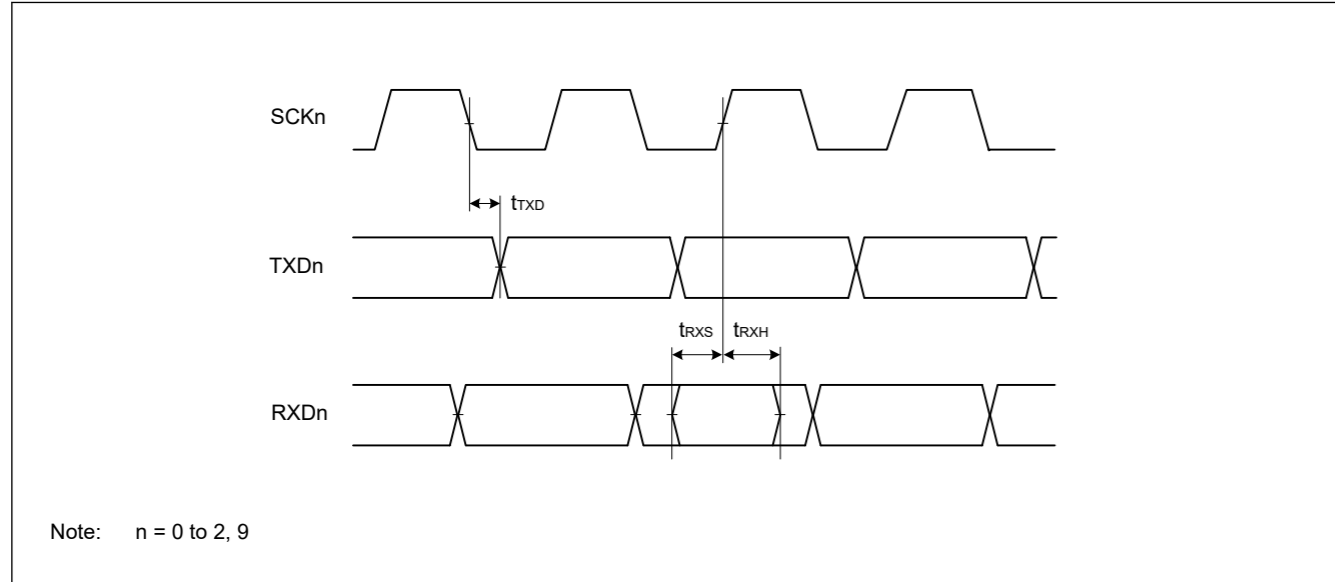 SCKn
tTXD
TXDn
tRXS tRXH
RXDn
Note: n = 0 to 2, 9